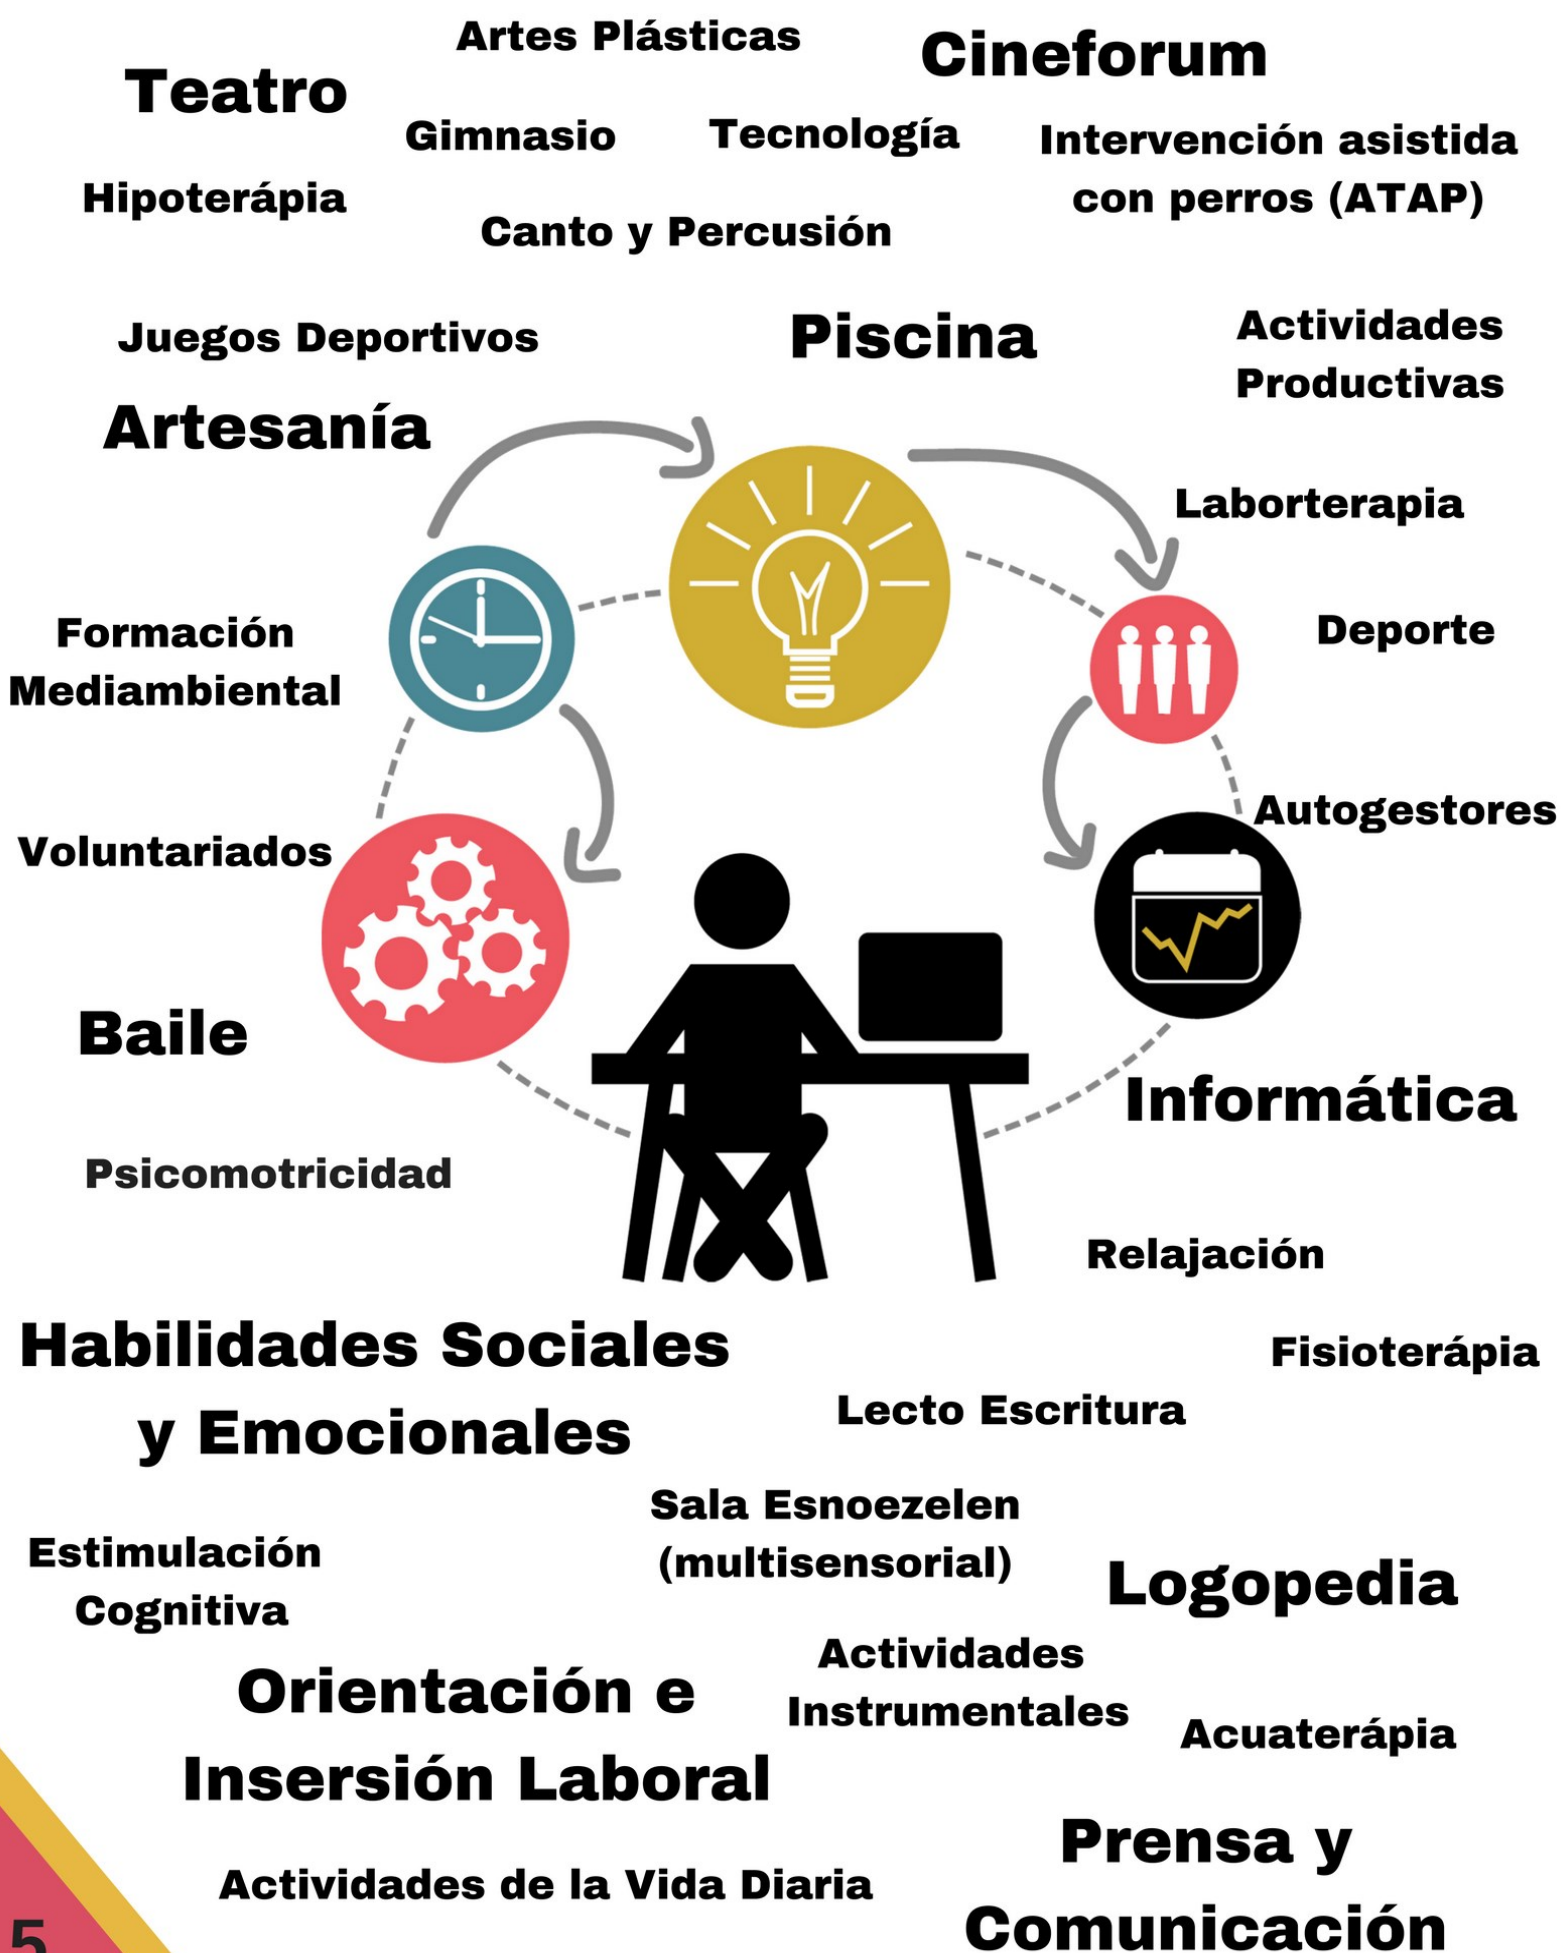 Artes Plásticas
Cineforum
Teatro
Gimnasio
Tecnología
Intervención asistida
con perros (ATAP)
Hipoterápia
Canto y Percusión
Juegos Deportivos
Piscina
Actividades
Productivas
Artesanía
Laborterapia
Formación
Mediambiental
Deporte
Autogestores
Voluntariados
Baile
Informática
Psicomotricidad
Relajación
Habilidades Sociales
y Emocionales
Fisioterápia
Lecto Escritura
Sala Esnoezelen
(multisensorial)
Estimulación
Cognitiva
Logopedia
Actividades
Instrumentales
Orientación e
Insersión Laboral
Acuaterápia
Prensa y
Comunicación
Actividades de la Vida Diaria
5